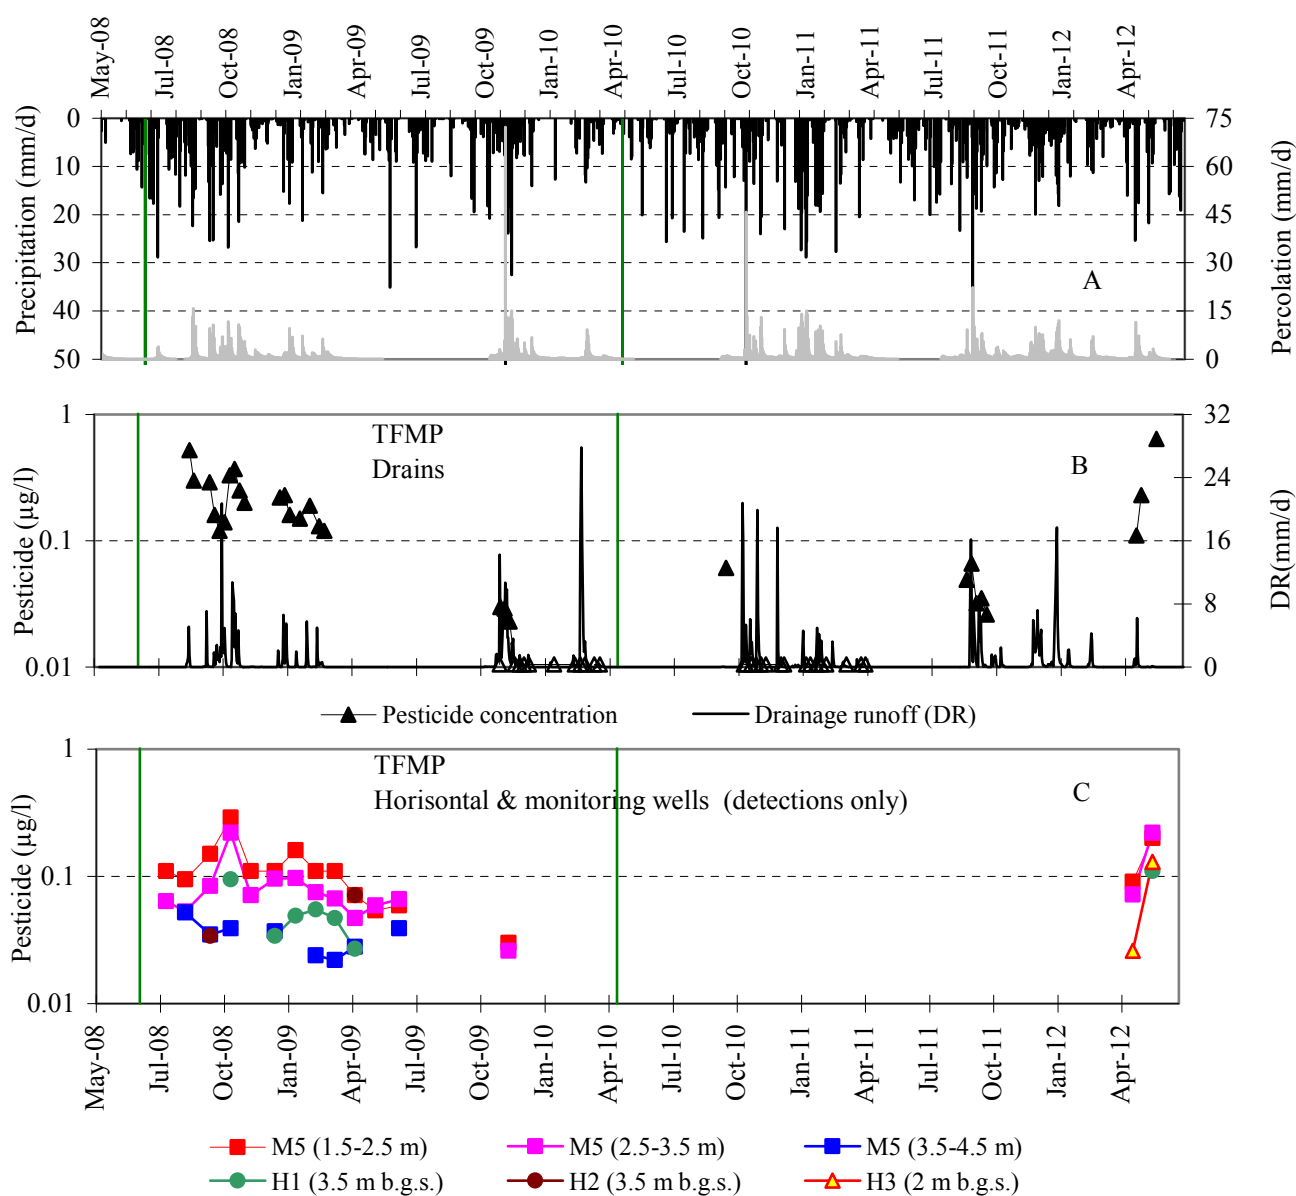 May-08 Jul-08 Oct-08 Jan-09 Apr-09 Jul-09 Oct-09 Jan-10 Apr-10 Jul-10 Oct-10 Jan-11 Apr-11 Jul-11 Oct-11 Jan-12 Apr-12
Precipitation (mm/d)
0
10
20
30
40
50
A
75
60
45
30
15
0
Percolation (mm/d)
Pesticide (µg/l)
1
0.1
0.01
TFMP
Drains
B
32
24
16
8
0
DR(mm/d)
Pesticide concentration
Drainage runoff (DR)
Pesticide (µg/l)
1
0.1
0.01
TFMP
Horisontal & monitoring wells (detections only)
C
May-08 Jul-08 Oct-08 Jan-09 Apr-09 Jul-09 Oct-09 Jan-10 Apr-10 Jul-10 Oct-10 Jan-11 Apr-11 Jul-11 Oct-11 Jan-12 Apr-12
M5 (1.5-2.5 m)
M5 (2.5-3.5 m)
M5 (3.5-4.5 m)
H1 (3.5 m b.g.s.)
H2 (3.5 m b.g.s.)
H3 (2 m b.g.s.)